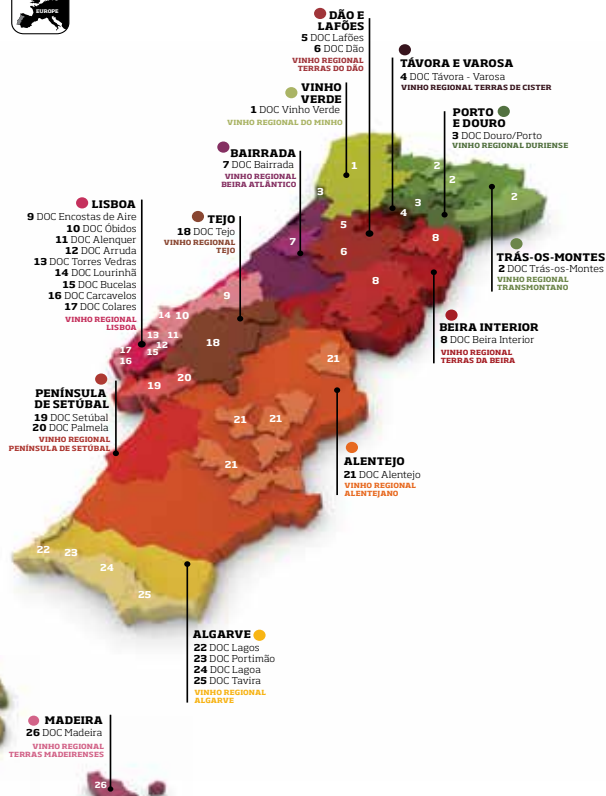 EUROPE
DÃO E
LAFÕES
5 DOC Lafões
6 DOC Dão
VINHO REGIONAL
TERRAS DO DÃO
TÁVORA E VAROSA
4 DOC Távora - Varosa
VINHO REGIONAL TERRAS DE CISTER
VINHO
VERDE
1 DOC Vinho Verde
VINHO REGIONAL DO MINHO
PORTO
E DOURO
3 DOC Douro/Porto
VINHO REGIONAL DURIENSE
BAIRRADA
7 DOC Bairrada
VINHO REGIONAL
BEIRA ATLÂNTICO
LISBOA
9 DOC Encostas de Aire
10 DOC Óbidos
11 DOC Alenquer
12 DOC Arruda
13 DOC Torres Vedras
14 DOC Lourinhã
15 DOC Bucelas
16 DOC Carcavelos
17 DOC Colares
VINHO REGIONAL
LISBOA
TEJO
18 DOC Tejo
VINHO REGIONAL
TEJO
TRÁS-OS-MONTES
2 DOC Trás-os-Montes
VINHO REGIONAL
TRANSMONTANO
BEIRA INTERIOR
8 DOC Beira Interior
VINHO REGIONAL
TERRAS DA BEIRA
PENÍNSULA
DE SETÚBAL
19 DOC Setúbal
20 DOC Palmela
VINHO REGIONAL
PENÍNSULA DE SETÚBAL
ALENTEJO
21 DOC Alentejo
VINHO REGIONAL
ALENTEJANO
ALGARVE
22 DOC Lagos
23 DOC Portimão
24 DOC Lagoa
25 DOC Tavira
VINHO REGIONAL
ALGARVE
MADEIRA
26 DOC Madeira
VINHO REGIONAL
TERRAS MADEIRENSES
1
2
2
2
3
3
4
5
6
7
8
8
9
14 10
13 11
12
17 15
16
18
19
20
21
21
21
21
22
23
24
25
26